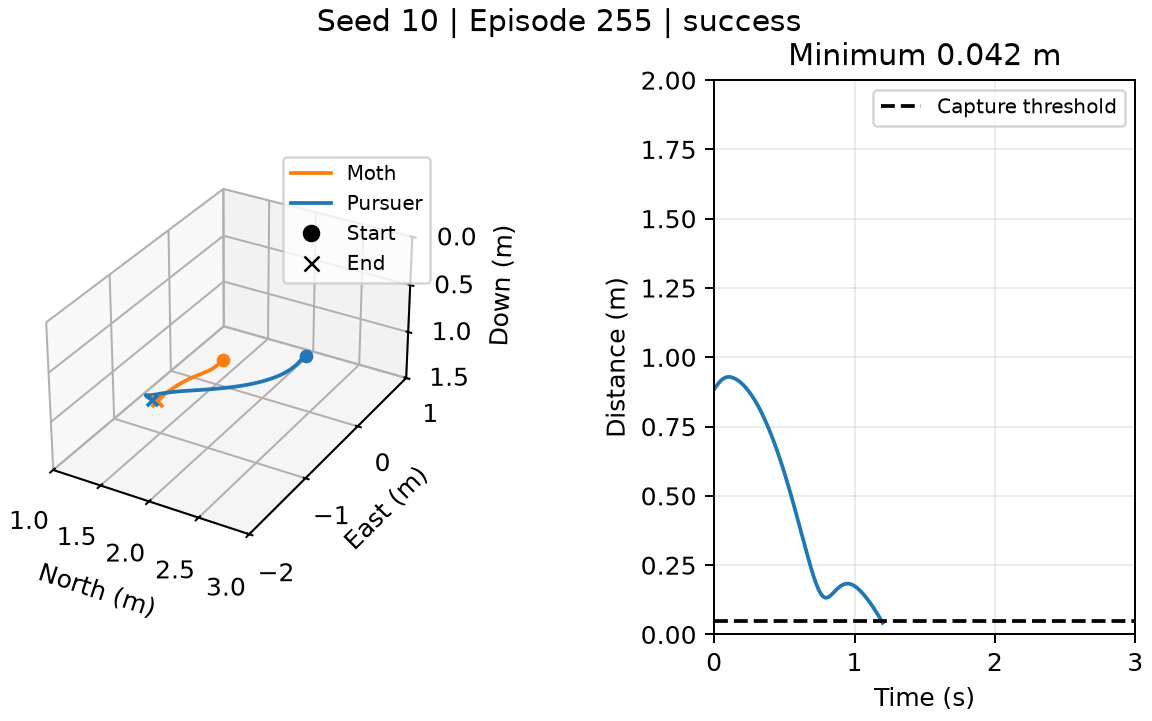 Seed 10 | Episode 255 | success
Moth
Pursuer
Start
End
0.0
0.5
1.0
1.5
Down (m)
1
0
−1
−2
East (m)
1.0
1.5
2.0
2.5
3.0
North (m)
Minimum 0.042 m
Capture threshold
2.00
1.75
1.50
1.25
1.00
0.75
0.50
0.25
0.00
Distance (m)
0
1
2
3
Time (s)